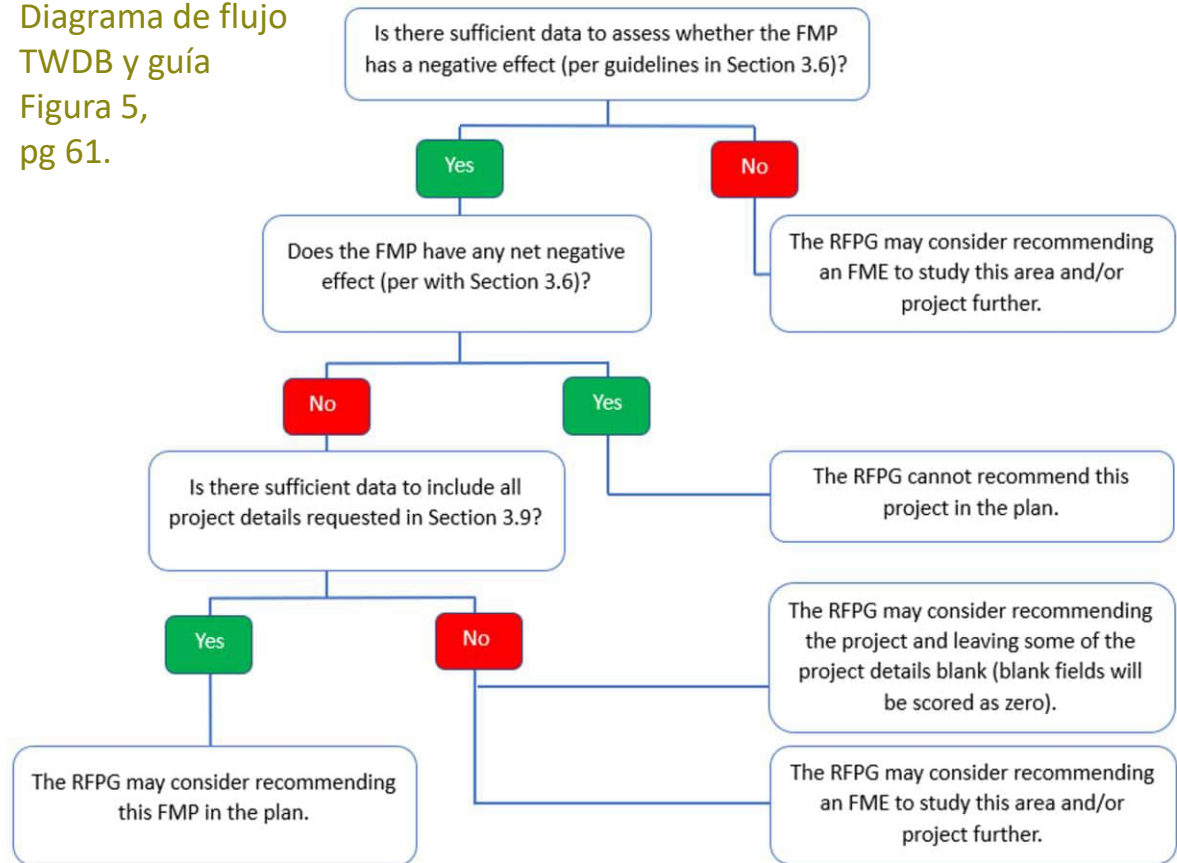 Diagrama de flujo
TWDB y guía
Figura 5,
pg 61.
Is there sufficient data to assess whether the FMP
has a negative effect (per guidelines in Section 3.6)?
Yes
No
Does the FMP have any net negative
effect (per with Section 3.6)?
The RFPG may consider recommending
an FME to study this area and/or
project further.
No
Yes
Is there sufficient data to include all
project details requested in Section 3.9?
The RFPG cannot recommend this
project in the plan.
Yes
No
The RFPG may consider recommending
the project and leaving some of the
project details blank (blank fields will
be scored as zero).
The RFPG may consider recommending
this FMP in the plan.
The RFPG may consider recommending
an FME to study this area and/or
project further.